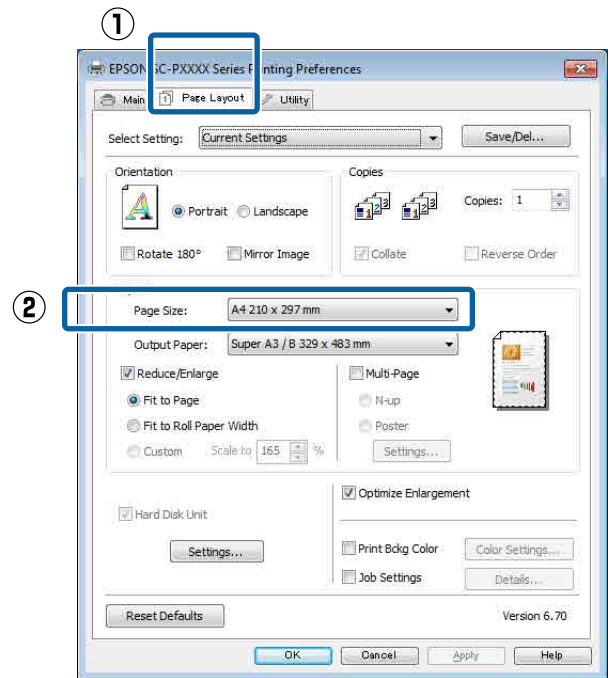 ①
EPSON SC-PXXXX Series Printing Preferences
Main Page Layout Utility
Select Setting: Current Settings Save/Del...
Orientation Copies
A Portrait Landscape 123 123 Copies: 1
Rotate 180° Mirror Image Collate Reverse Order
②
Page Size: A4 210 x 297 mm
Output Paper: Super A3 / B 329 x 483 mm
Reduce/Enlarge Multi-Page
Fit to Page N-up
Fit to Roll Paper Width Poster
Custom Scale to 165 % Settings...
Optimize Enlargement
Hard Disk Unit
Settings... Print Bckg Color Color Settings...
Job Settings Details...
Reset Defaults Version 6.70
OK Cancel Apply Help